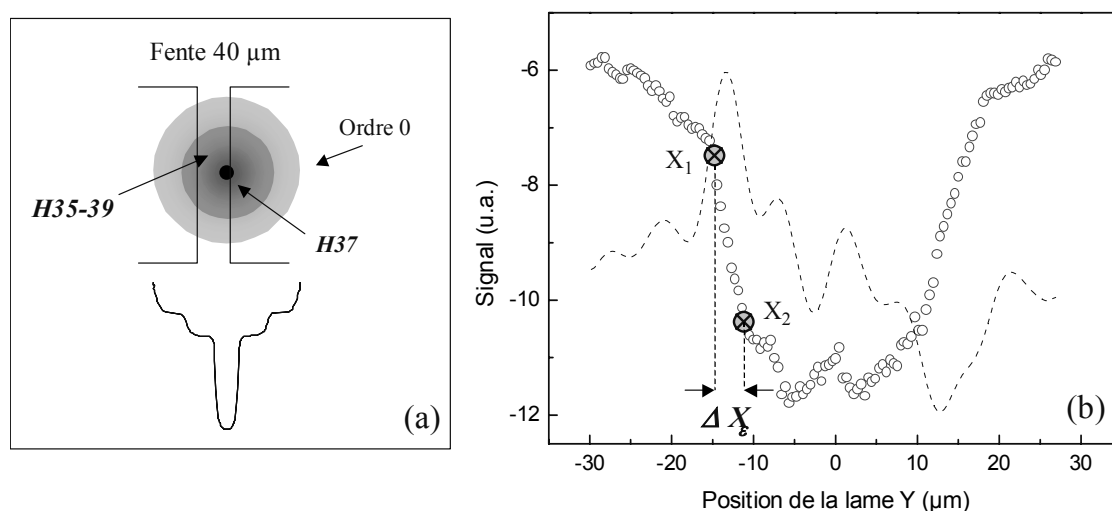 Fente 40 µm
Ordre 0
H35-39
H37
(a)
Signal (u.a.)
-6
-8
-10
-12
X1
X2
Δ Xε
(b)
-30 -20 -10 0 10 20 30
Position de la lame Y (µm)